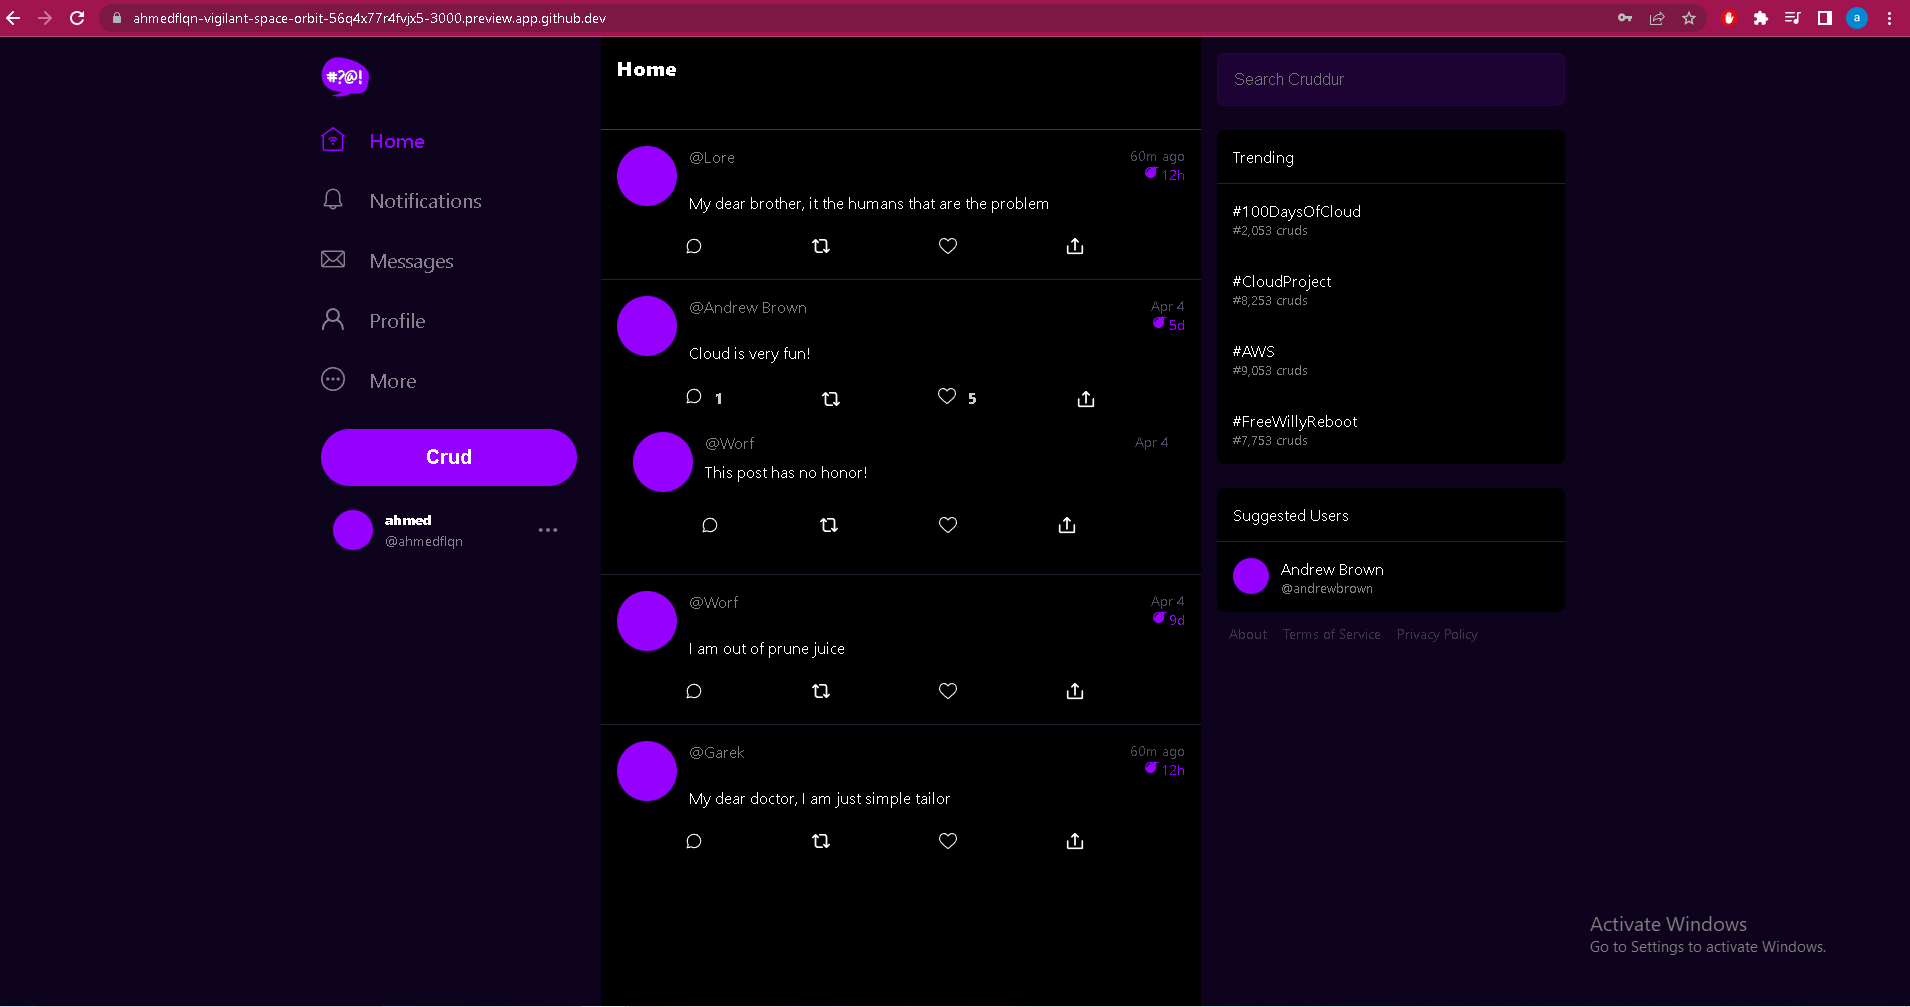 ahmedflqn-vigilant-space-orbit-56q4x77r4fvjx5-3000.preview.app.github.dev
a
#?@!
Home
Notifications
Messages
Profile
More
Crud
ahmed
@ahmedflqn
Home
@Lore
60m ago
12h
My dear brother, it the humans that are the problem
@Andrew Brown
Apr 4
5d
Cloud is very fun!
1
5
@Worf
Apr 4
This post has no honor!
@Worf
Apr 4
9d
I am out of prune juice
@Garek
60m ago
12h
My dear doctor, I am just simple tailor
Search Cruddur
Trending
#100DaysOfCloud
#2,053 cruds
#CloudProject
#8,253 cruds
#AWS
#9,053 cruds
#FreeWillyReboot
#7,753 cruds
Suggested Users
Andrew Brown
@andrewbrown
About Terms of Service Privacy Policy
Activate Windows
Go to Settings to activate Windows.